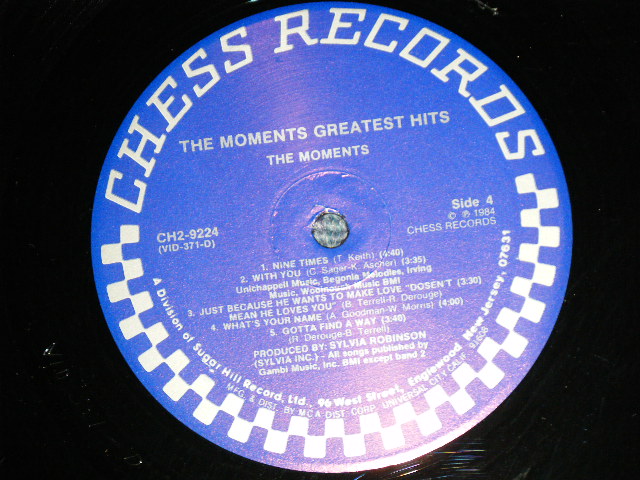 CHESS RECORDS
THE MOMENTS GREATEST HITS
THE MOMENTS
CH2-9224
(VID-371-D)
Side 4
© ℗ 1984
CHESS RECORDS
1. NINE TIMES (T. Keith) (4:40)
2. WITH YOU (C. Sager-K. Ascher) (3:35)
Unichappell Music, Begonia Melodies, Irving
Music, Woolnough Music BMI
3. JUST BECAUSE HE WANTS TO MAKE LOVE "DOSEN'T (3:30)
MEAN HE LOVES YOU" (B. Terrell-R. Derouge)
4. WHAT'S YOUR NAME (A. Goodman-W. Morris) (4:00)
5. GOTTA FIND A WAY (3:40)
(R. Derouge-B. Terrell)
PRODUCED BY: SYLVIA ROBINSON
(SYLVIA INC.) - All songs published by
Gambi Music, Inc. BMI except band 2
A Division of Sugar Hill Record, Ltd., 96 West Street, Englewood New Jersey, 07631
MFG. & DIST. BY MCA DIST. CORP. UNIVERSAL CITY, CALIF. 91608